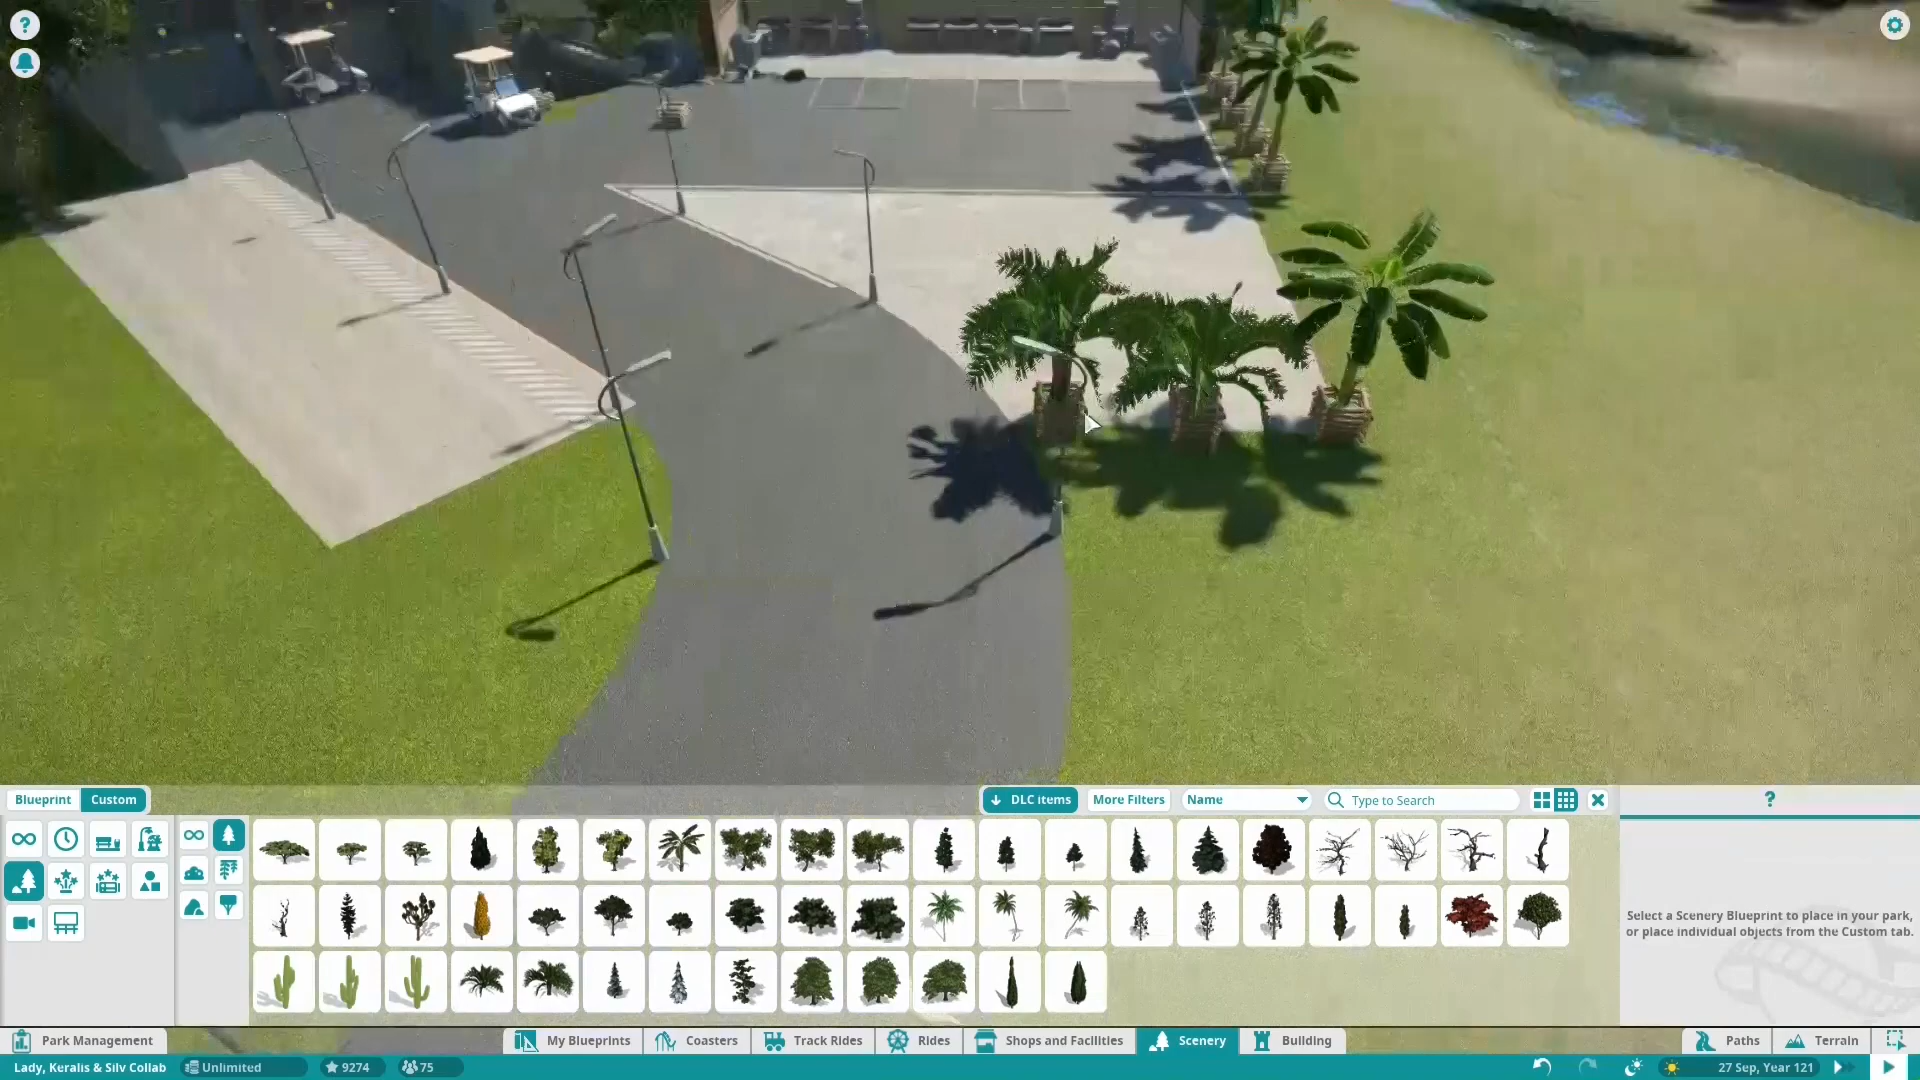 ?
Blueprint
Custom
DLC items
More Filters
Name
Type to Search
?
Select a Scenery Blueprint to place in your park,
or place individual objects from the Custom tab.
Park Management
My Blueprints
Coasters
Track Rides
Rides
Shops and Facilities
Scenery
Building
Paths
Terrain
Lady, Keralis & Silv Collab
Unlimited
9274
75
27 Sep, Year 121